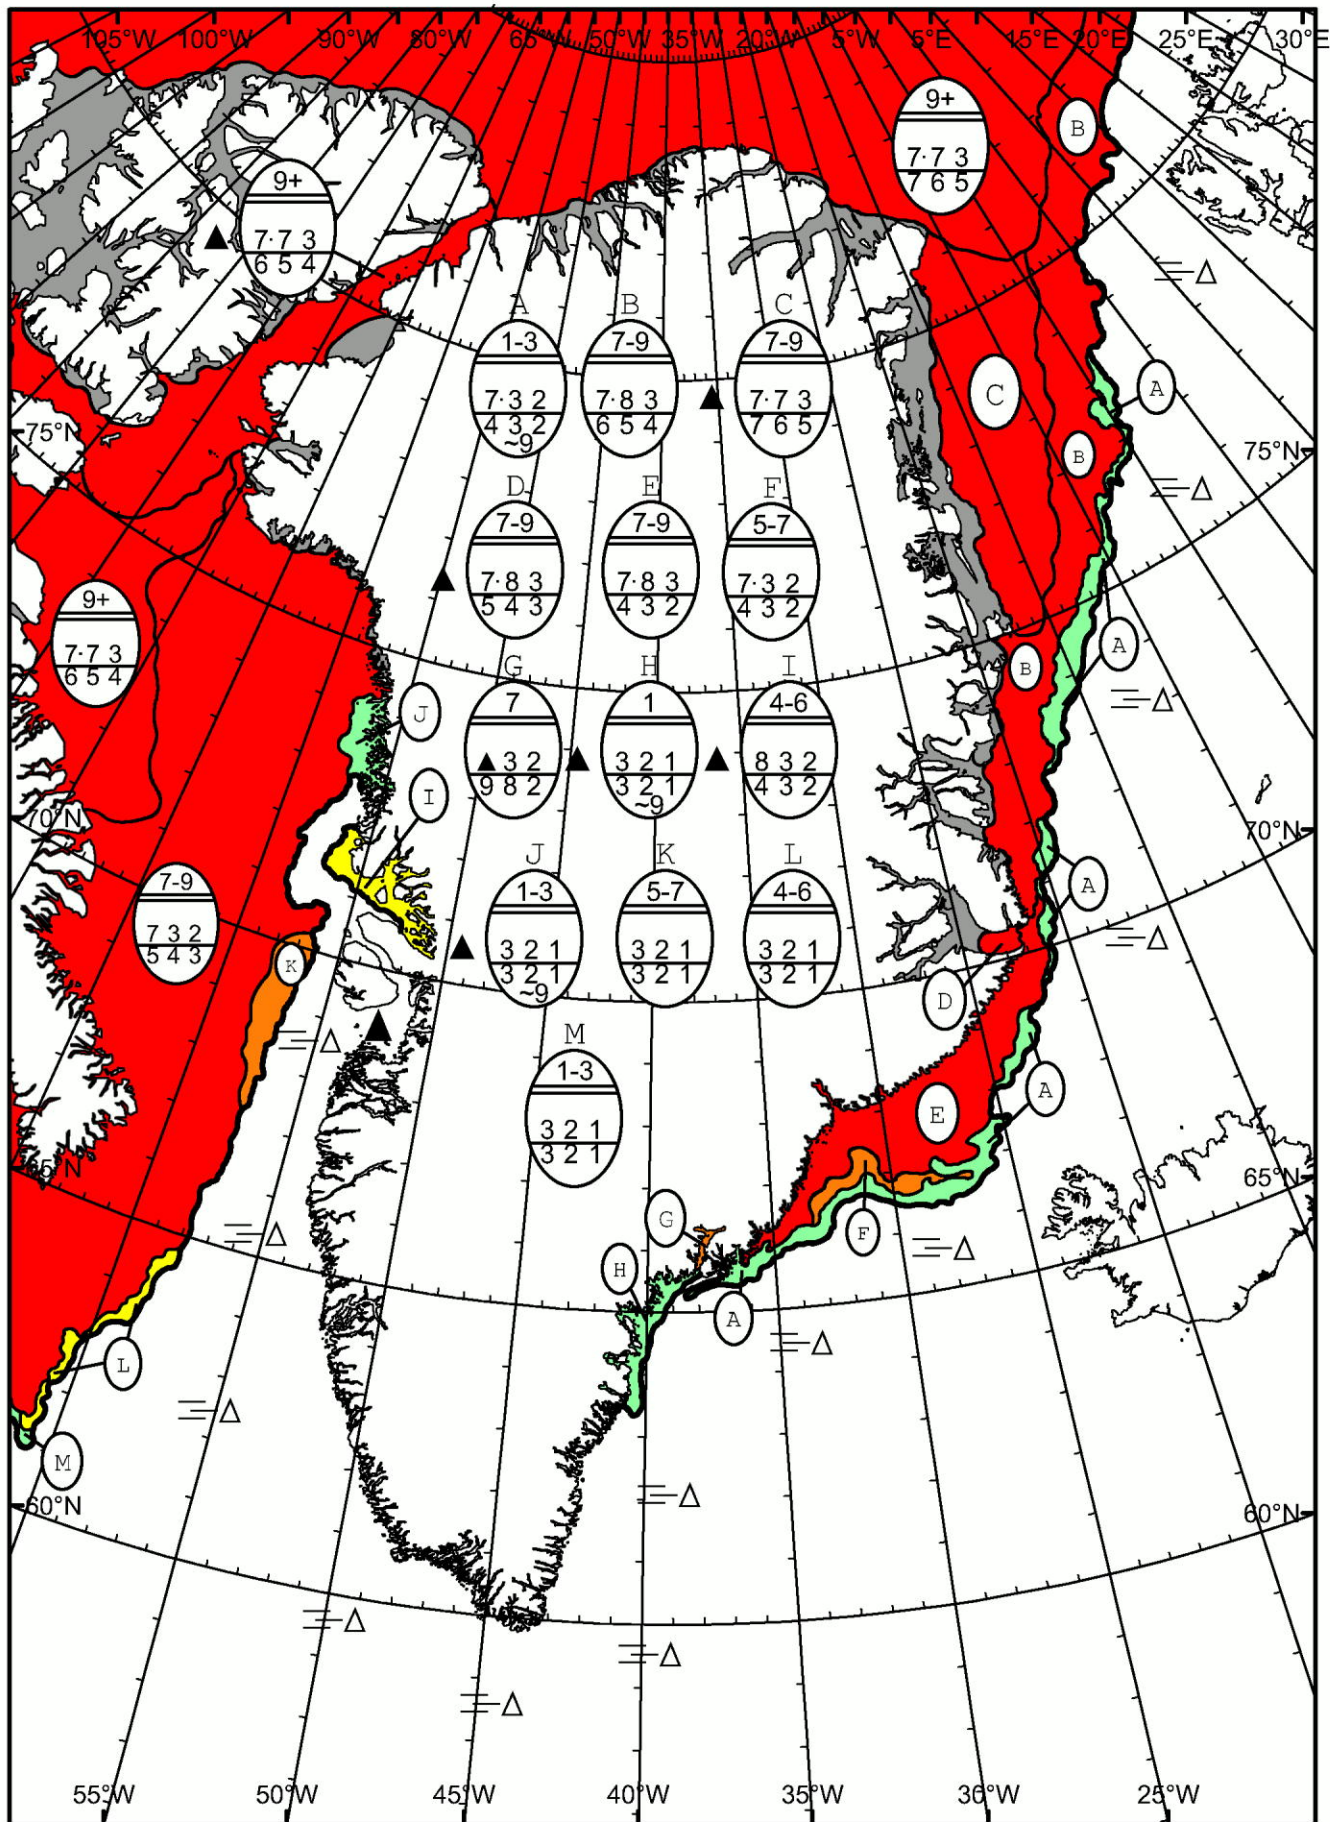 105°W 100°W 90°W 80°W 65°W 50°W 35°W 20°W 5°W 5°E 15°E 20°E 25°E 30°E
9+
7· 7 3
7 6 5
B
9+
7· 7 3
6 5 4
A B C
1-3 7-9 7-9
7· 3 2 7· 8 3 7· 7 3
4 3 2 6 5 4 7 6 5
~9
C
A
75°N
B
75°N
D E F
7-9 7-9 5-7
7· 8 3 7· 8 3 7· 3 2
5 4 3 4 3 2 4 3 2
9+
7· 7 3
6 5 4
A
B
G H I
7 1 4-6
▲ 3 2 3 2 1 8 3 2
9 8 2 3 2 1 4 3 2
~9
J
I
70°N
70°N
J K L
1-3 5-7 4-6
3 2 1 3 2 1 3 2 1
3 2 1 3 2 1 3 2 1
~9
7-9
7 3 2
5 4 3
A
K
D
M
1-3
3 2 1
3 2 1
A
E
65°N
65°N
G
F
H
A
L
M
60°N
60°N
55°W 50°W 45°W 40°W 35°W 30°W 25°W